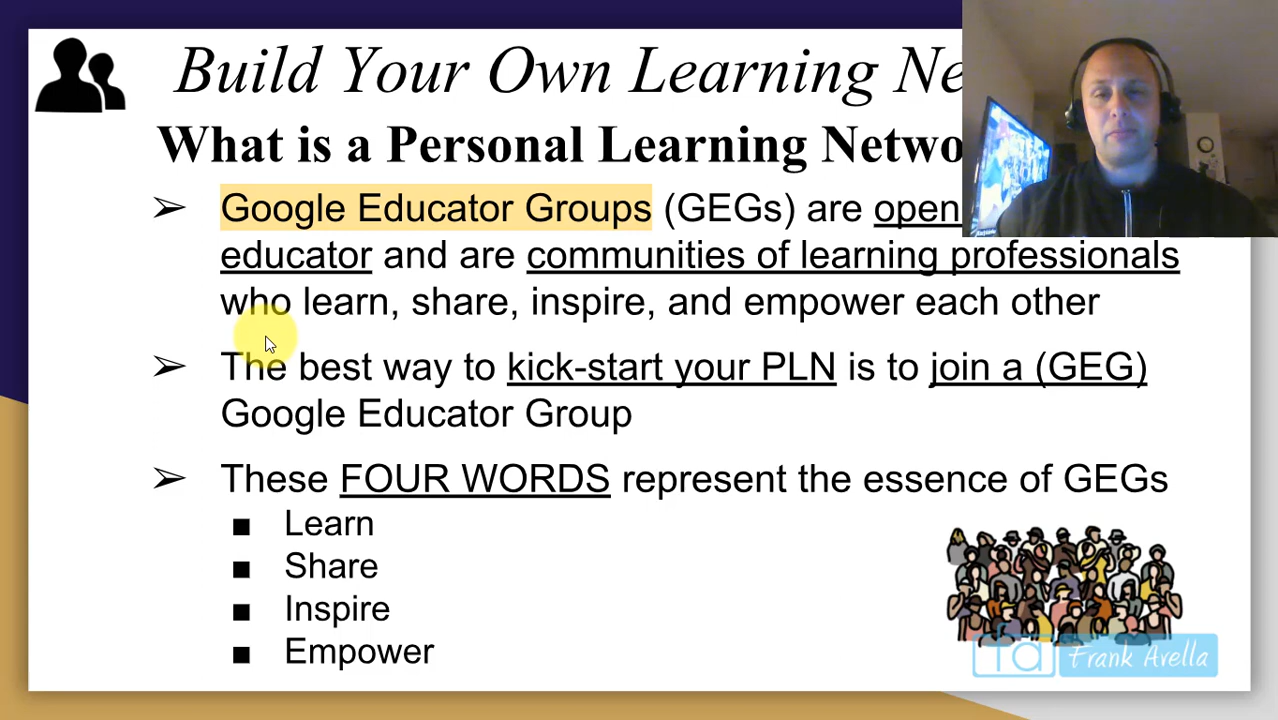 Build Your Own Learning Ne
What is a Personal Learning Netwo
➢ Google Educator Groups (GEGs) are open
educator and are communities of learning professionals
who learn, share, inspire, and empower each other
➢ The best way to kick-start your PLN is to join a (GEG)
Google Educator Group
➢ These FOUR WORDS represent the essence of GEGs
■ Learn
■ Share
■ Inspire
■ Empower
fa Frank Avella